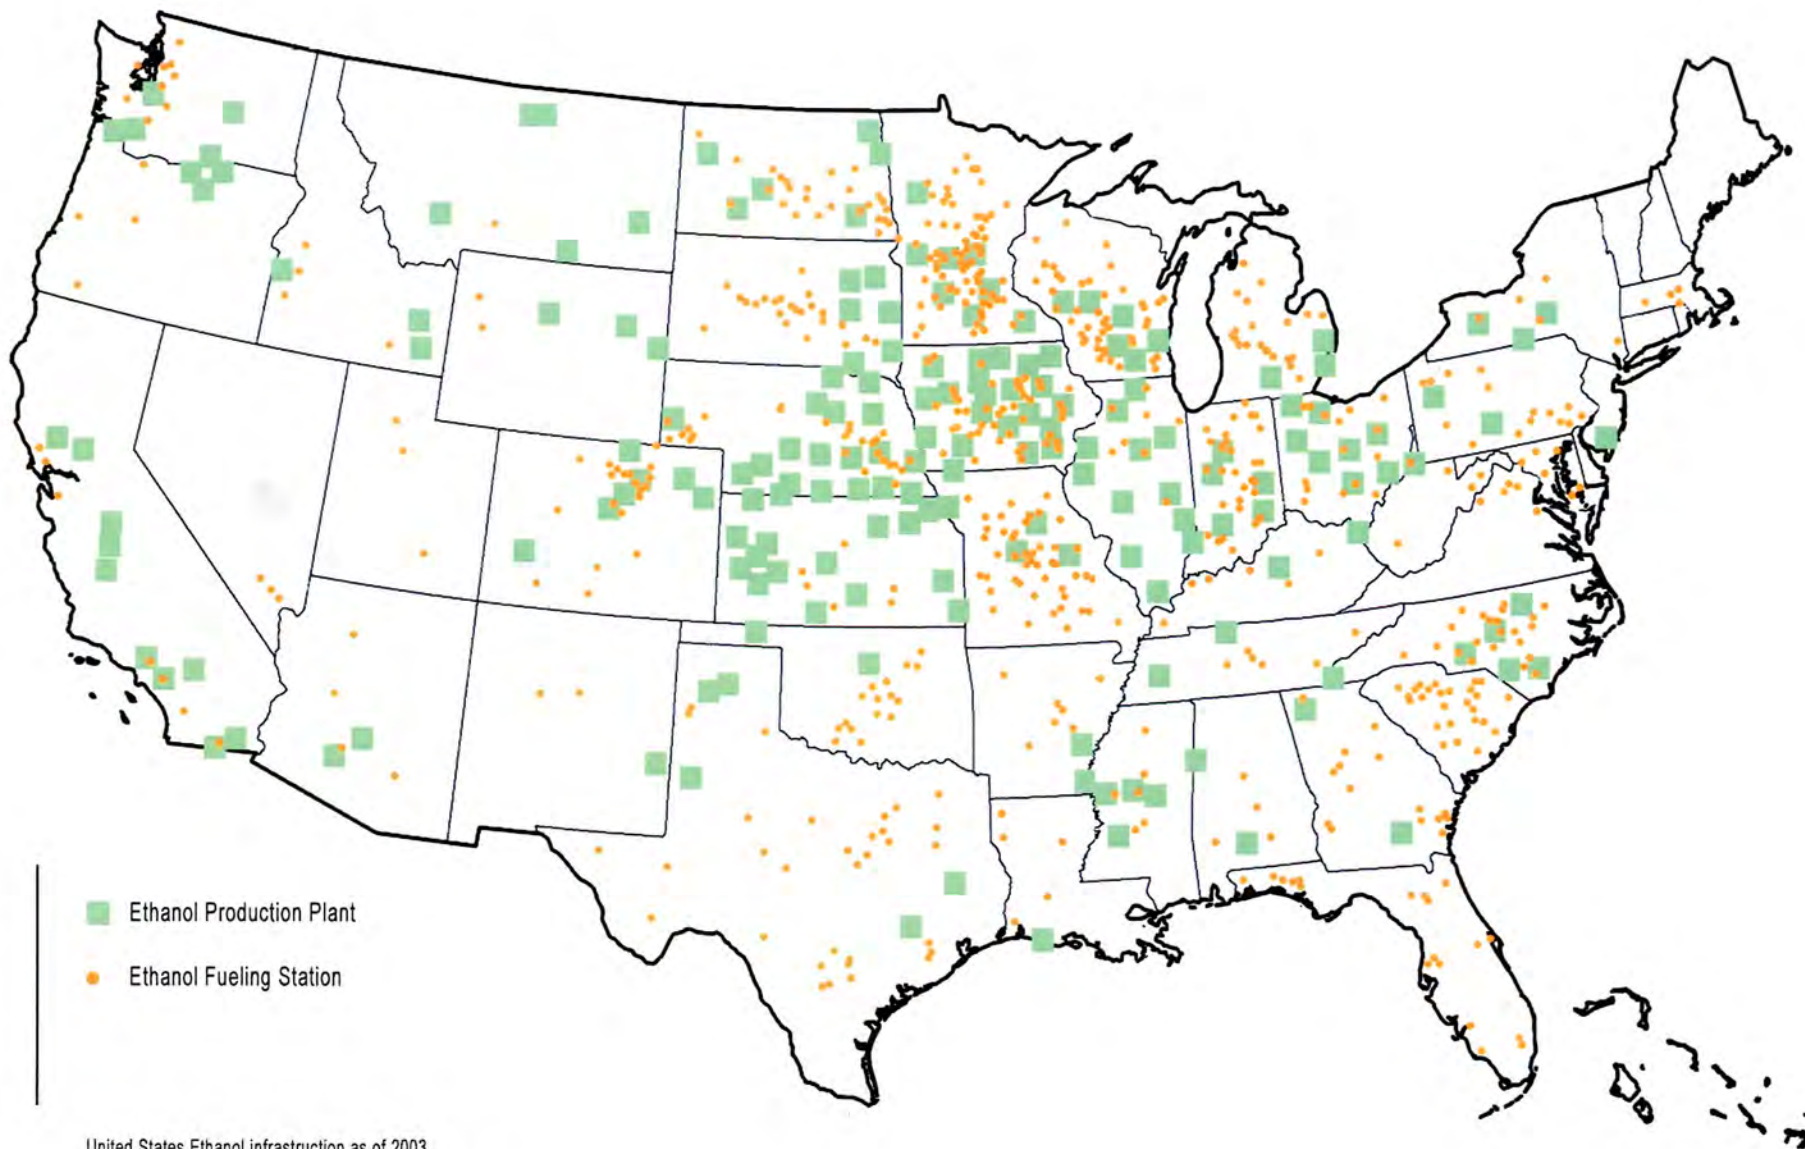 Ethanol Production Plant
Ethanol Fueling Station
United States Ethanol infrastruction as of 2003